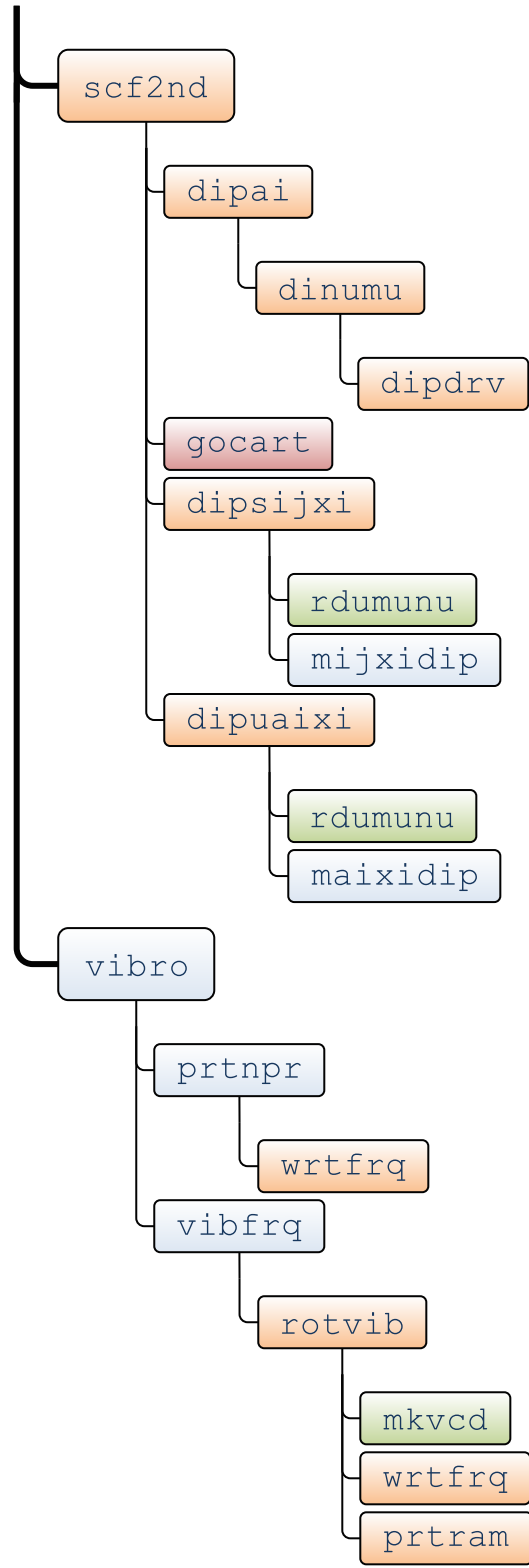 scf2nd
dipai
dinumu
dipdrv
gocart
dipsijxi
rdumunu
mijxidip
dipuaixi
rdumunu
maixidip
vibro
prtnpr
wrtfrq
vibfrq
rotvib
mkvcd
wrtfrq
prtram